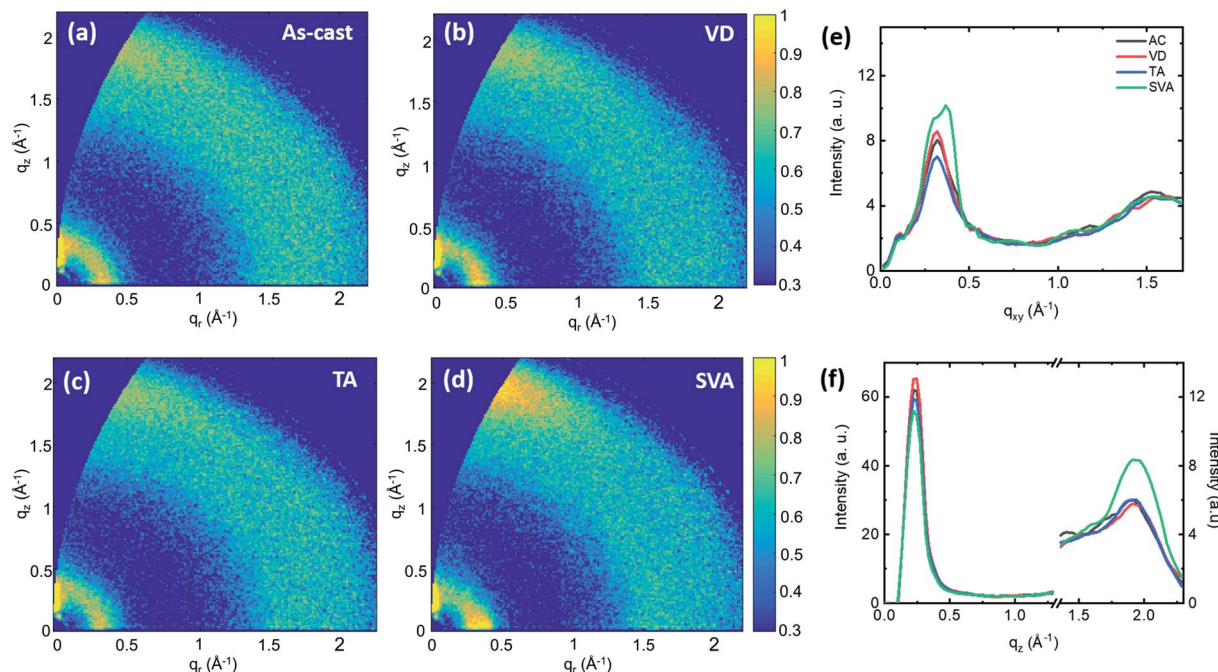 (a)
As-cast
2
1.5
1
0.5
0
q_z (Å⁻¹)
0
0.5
1
1.5
2
q_r (Å⁻¹)
(b)
VD
2
1.5
1
0.5
0
q_z (Å⁻¹)
0
0.5
1
1.5
2
q_r (Å⁻¹)
1
0.9
0.8
0.7
0.6
0.5
0.4
0.3
(e)
AC
VD
TA
SVA
12
8
4
0
Intensity (a. u.)
0.0
0.5
1.0
1.5
q_xy (Å⁻¹)
(c)
TA
2
1.5
1
0.5
0
q_z (Å⁻¹)
0
0.5
1
1.5
2
q_r (Å⁻¹)
(d)
SVA
2
1.5
1
0.5
0
q_z (Å⁻¹)
0
0.5
1
1.5
2
q_r (Å⁻¹)
1
0.9
0.8
0.7
0.6
0.5
0.4
0.3
(f)
60
40
20
0
Intensity (a. u.)
12
8
4
0
Intensity (a.u)
0.0
0.5
1.0
1.5
2.0
q_z (Å⁻¹)